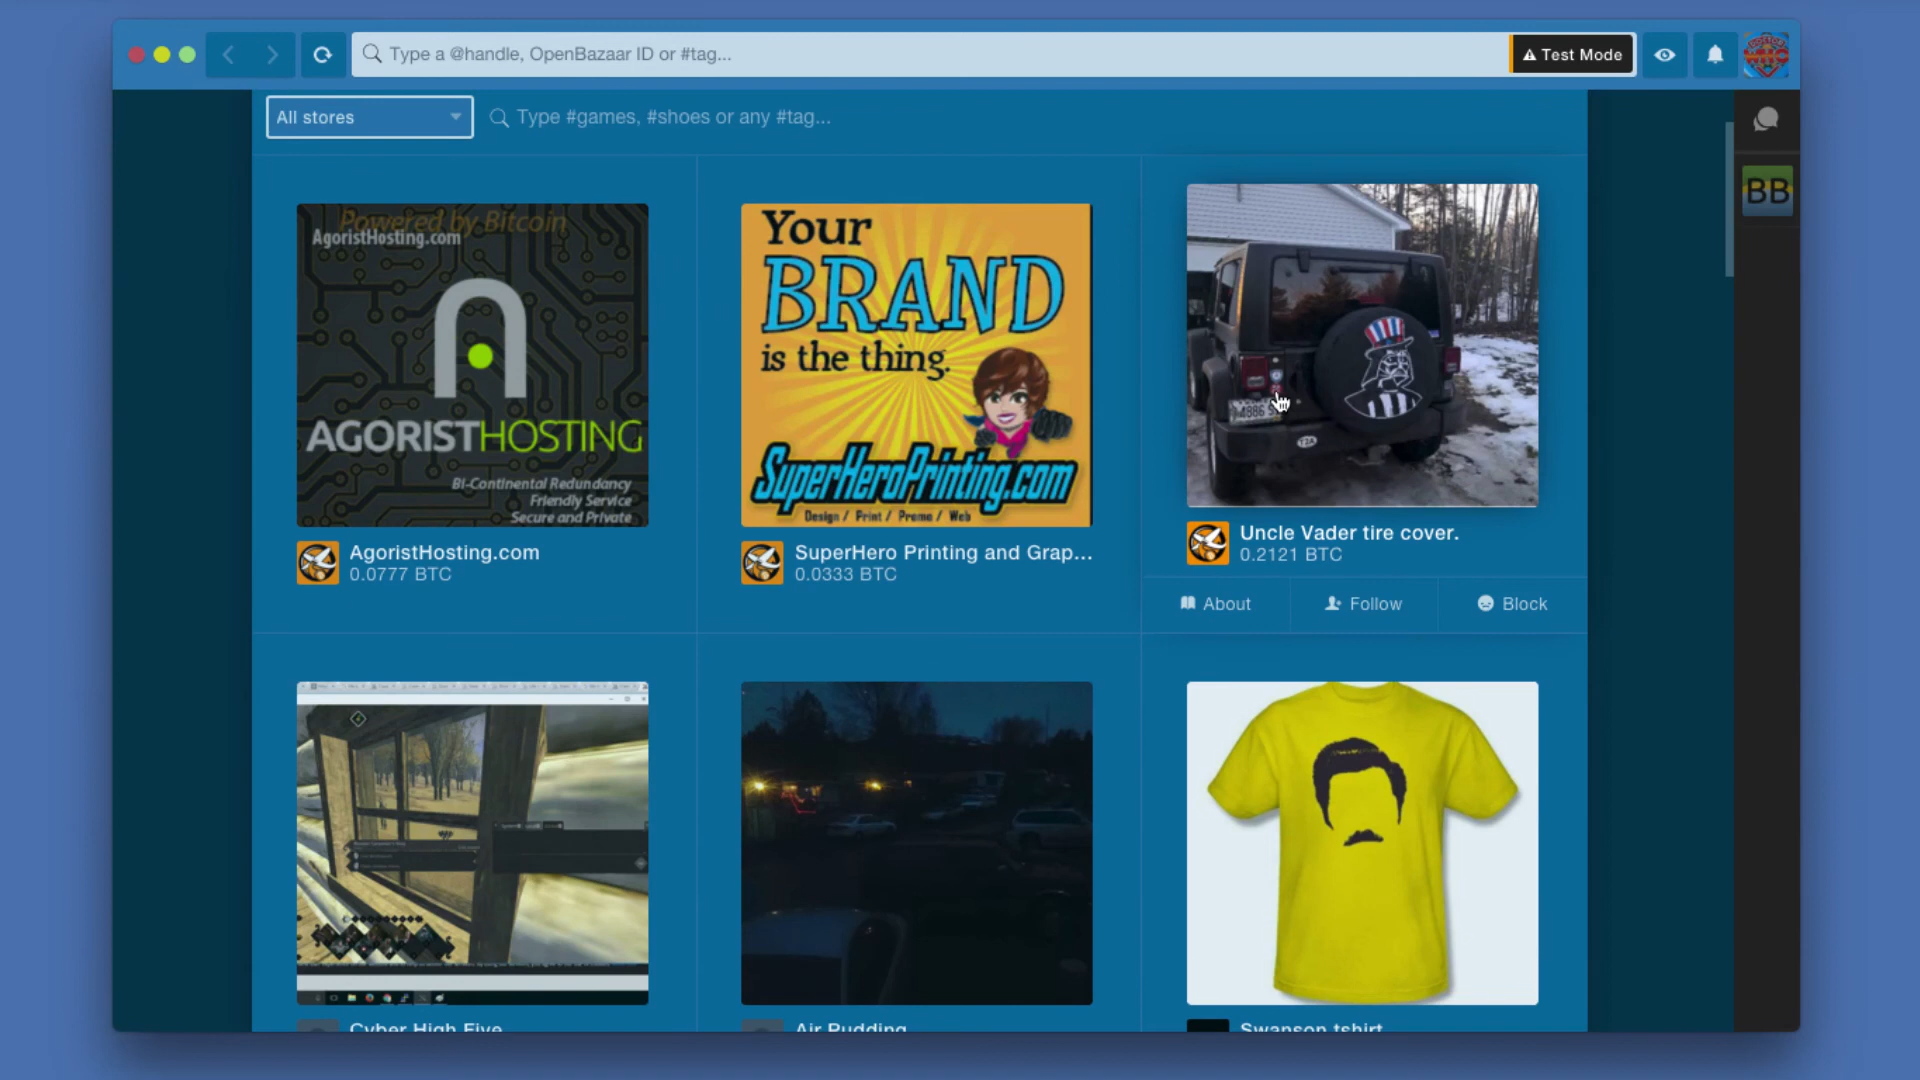 Type a @handle, OpenBazaar ID or #tag...
Test Mode
All stores
Type #games, #shoes or any #tag...
BB
Powered by Bitcoin
AgoristHosting.com
AGORISTHOSTING
Bi-Continental Redundancy
Friendly Service
Secure and Private
AgoristHosting.com
0.0777 BTC
Your
BRAND
is the thing.
SuperHeroPrinting.com
Design / Print / Promo / Web
SuperHero Printing and Grap...
0.0333 BTC
T2A
Uncle Vader tire cover.
0.2121 BTC
About
Follow
Block
Cyber High Five
Air Pudding
Swanson tshirt